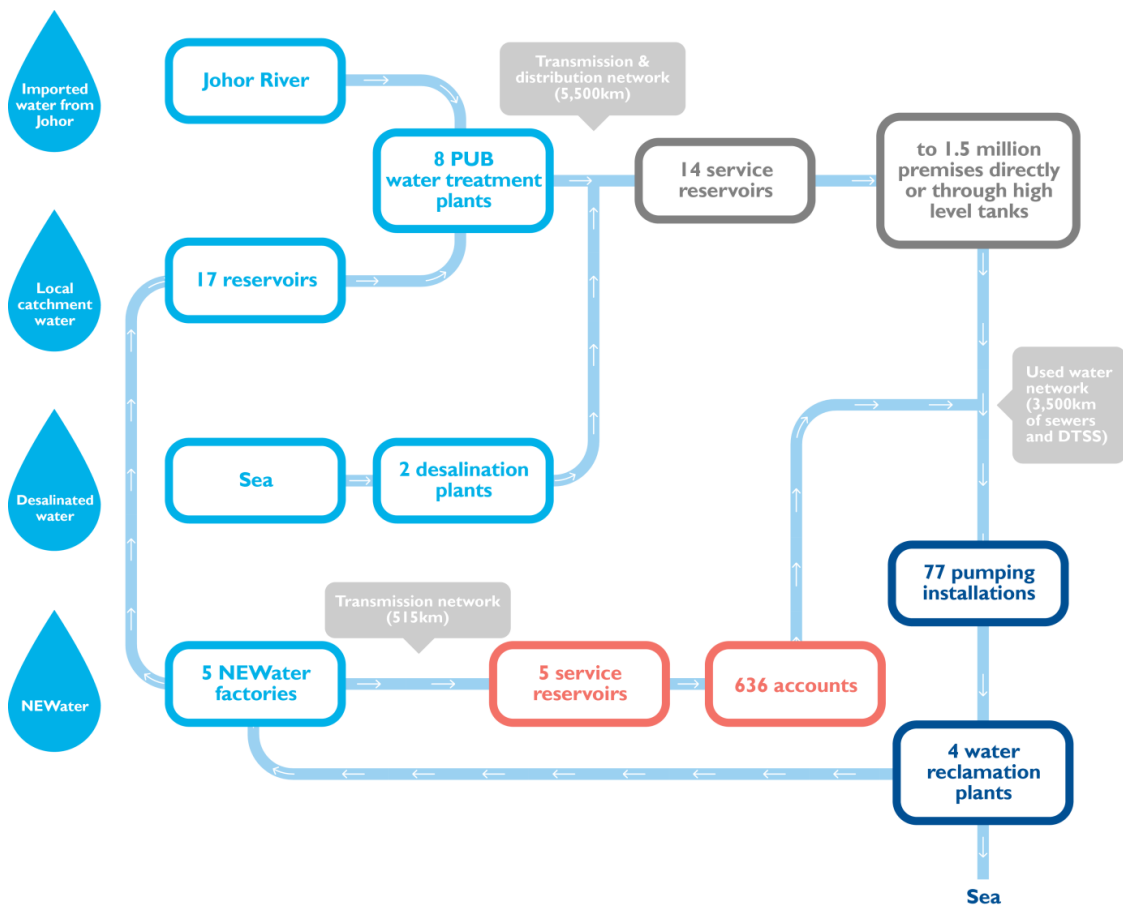 Imported
water from
Johor
Johor River
Transmission &
distribution network
(5,500km)
8 PUB
water treatment
plants
14 service
reservoirs
to 1.5 million
premises directly
or through high
level tanks
Local
catchment
water
17 reservoirs
Used water
network
(3,500km
of sewers
and DTSS)
Desalinated
water
Sea
2 desalination
plants
77 pumping
installations
Transmission network
(515km)
NEWater
5 NEWater
factories
5 service
reservoirs
636 accounts
4 water
reclamation
plants
Sea